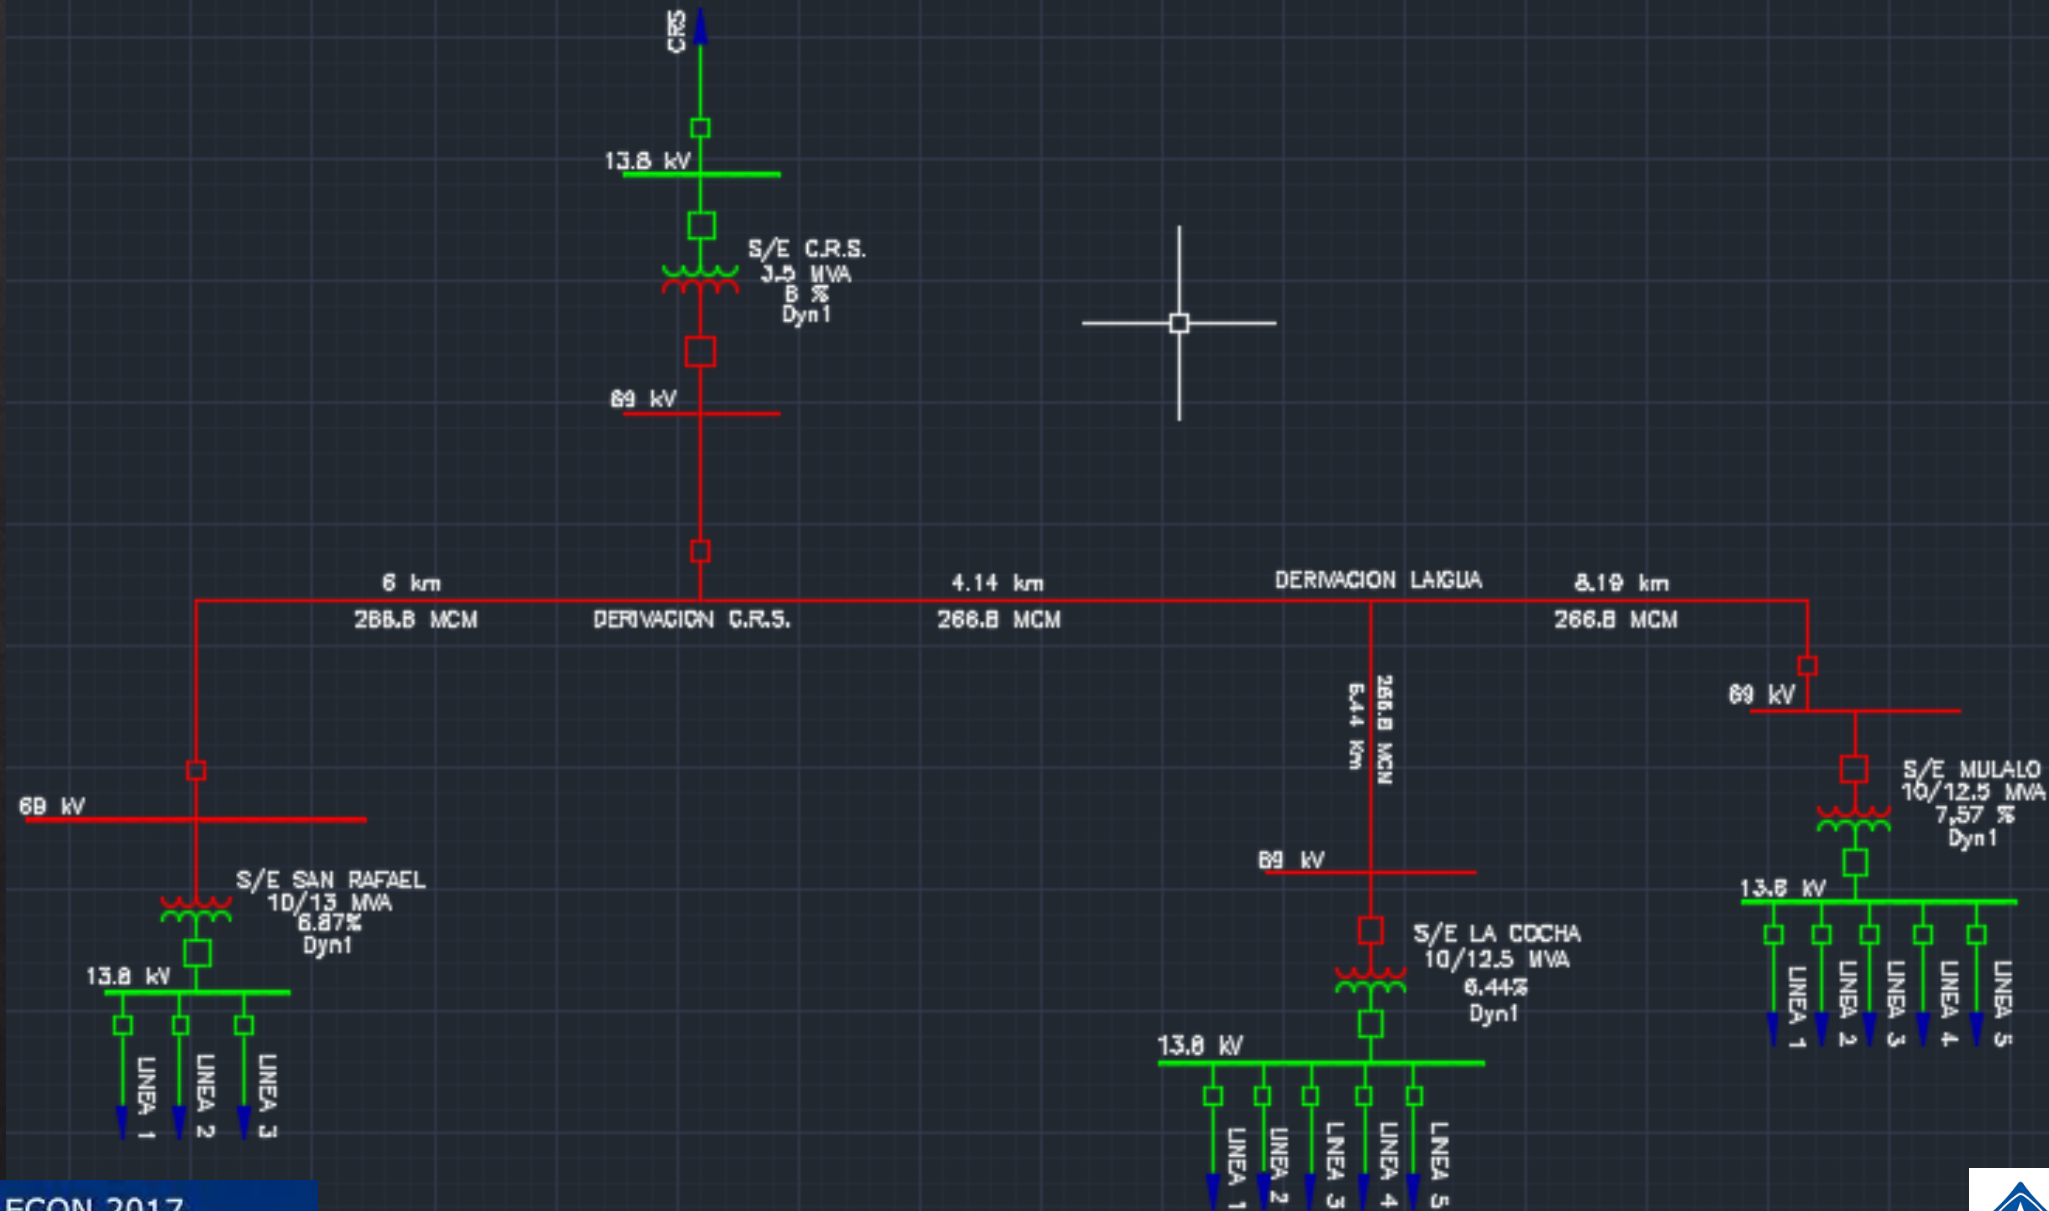 CRS
13.8 kV
S/E C.R.S.
3.5 MVA
8 %
Dyn1
69 kV
6 km
4.14 km
DERIVACION LAIGUA
8.19 km
266.8 MCM
DERIVACION C.R.S.
266.8 MCM
266.8 MCM
266.8 MCM
6.44 Km
69 kV
S/E MULALO
10/12.5 MVA
7,57 %
Dyn1
69 kV
69 kV
S/E SAN RAFAEL
10/13 MVA
6.87%
Dyn1
13.8 kV
S/E LA COCHA
10/12.5 MVA
6.44%
Dyn1
13.8 kV
LINEA 1
LINEA 2
LINEA 3
LINEA 4
LINEA 5
13.8 kV
LINEA 1
LINEA 2
LINEA 3
LINEA 1
LINEA 2
LINEA 3
LINEA 4
LINEA 5
ECON 2017